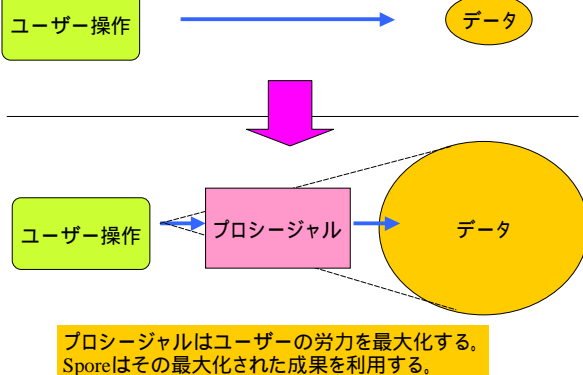 ユーザー操作
データ
ユーザー操作
プロシージャル
データ
プロシージャルはユーザーの労力を最大化する。
Sporeはその最大化された成果を利用する。